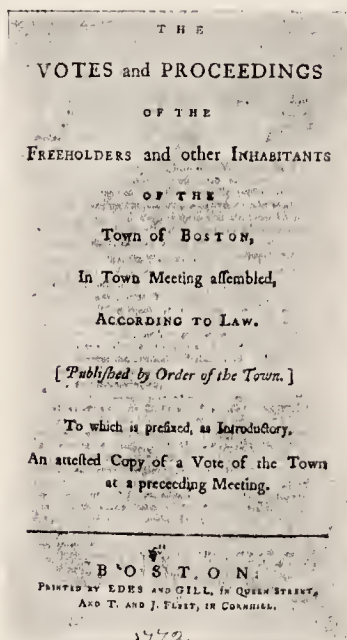 THE
VOTES and PROCEEDINGS
OF THE
FREEHOLDERS and other INHABITANTS
OF THE
Town of BOSTON,
In Town Meeting aſſembled,
ACCORDING TO LAW.
[ Publiſhed by Order of the Town. ]
To which is prefixed, as Introductory,
An atteſted Copy of a Vote of the Town
at a preceeding Meeting.
BOSTON:
PRINTED BY EDES AND GILL, IN QUEEN STREET,
AND T. AND J. FLEET, IN CORNHILL.